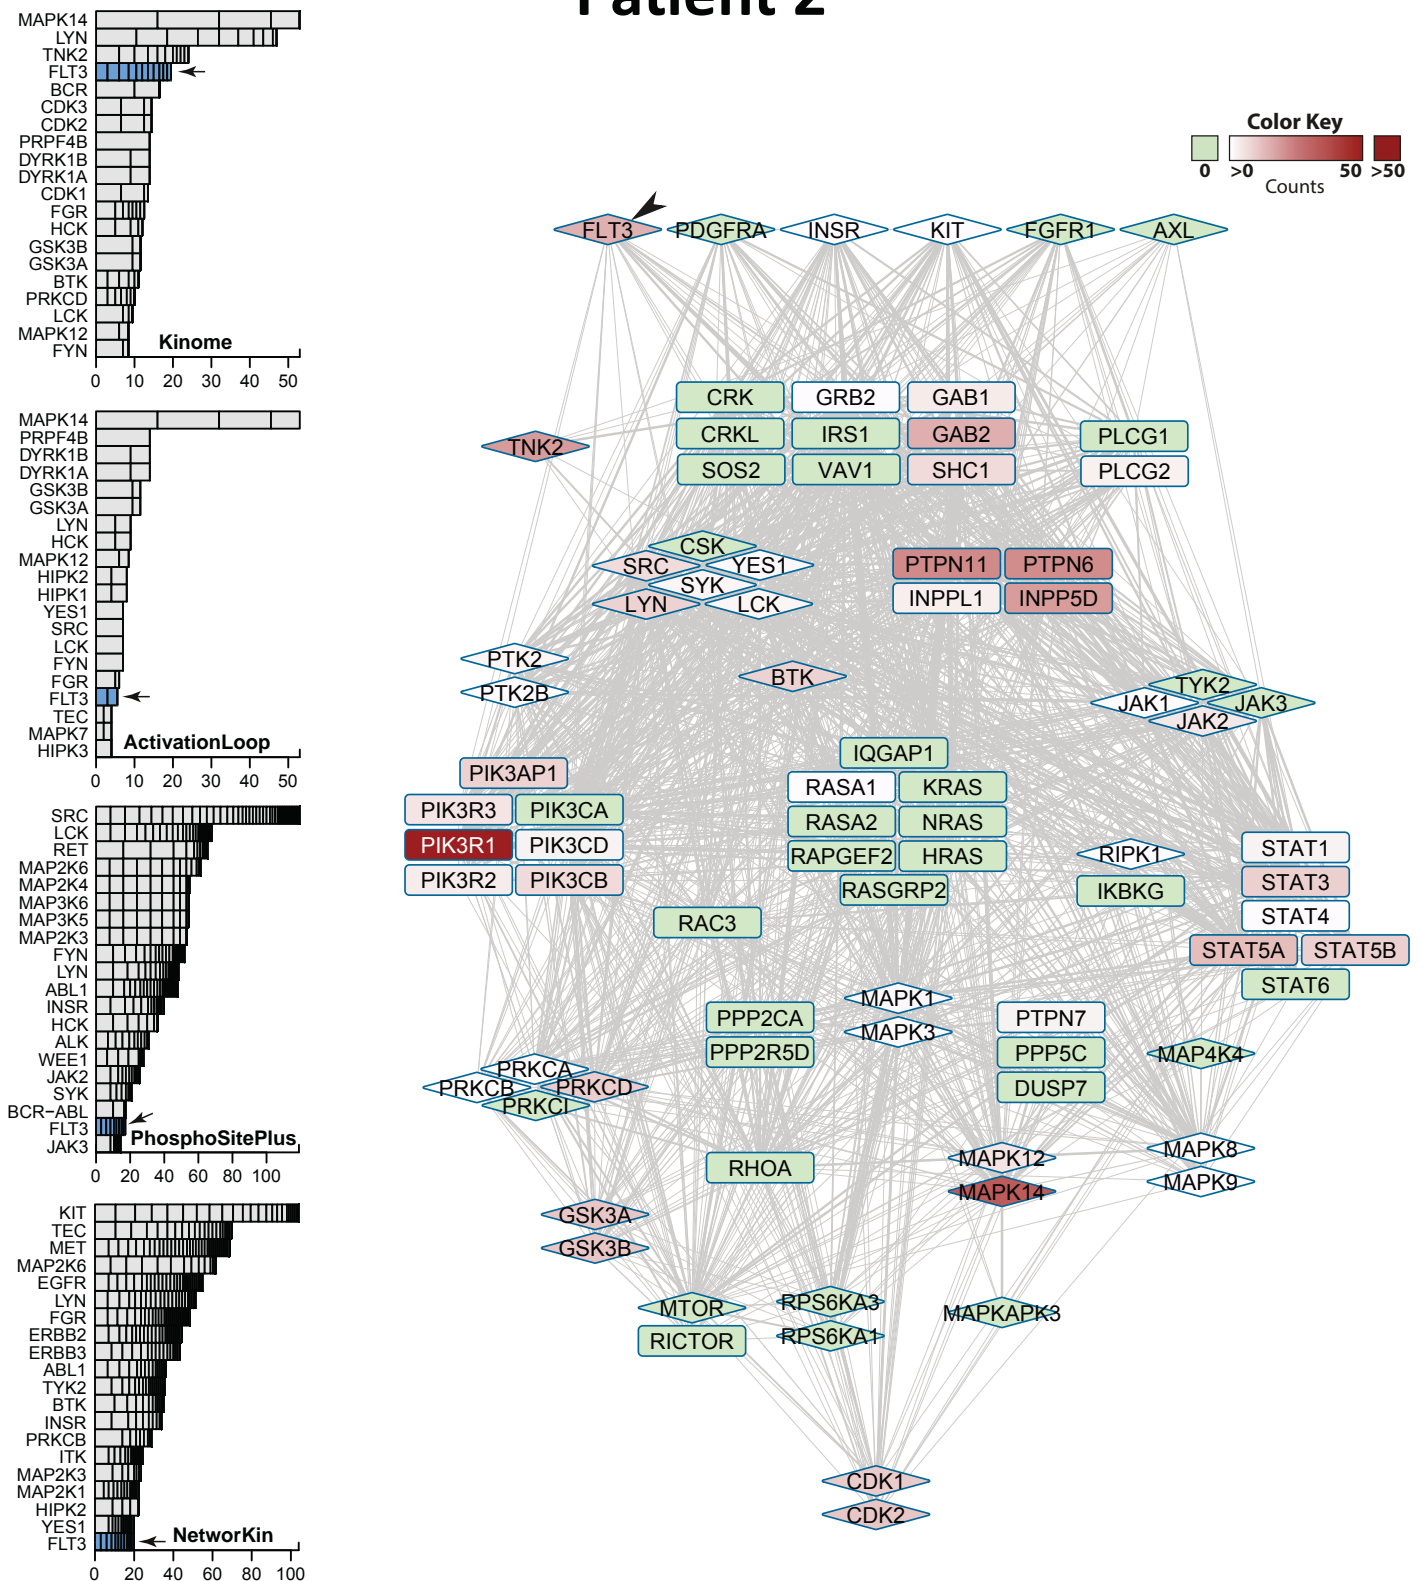 Patient 2
MAPK14
LYN
TNK2
FLT3
BCR
CDK3
CDK2
PRPF4B
DYRK1B
DYRK1A
CDK1
FGR
HCK
GSK3B
GSK3A
BTK
PRKCD
LCK
MAPK12
FYN
Kinome
0 10 20 30 40 50
MAPK14
PRPF4B
DYRK1B
DYRK1A
GSK3B
GSK3A
LYN
HCK
MAPK12
HIPK2
HIPK1
YES1
SRC
LCK
FYN
FGR
FLT3
TEC
MAPK7
HIPK3
ActivationLoop
0 10 20 30 40 50
SRC
LCK
RET
MAP2K6
MAP2K4
MAP3K6
MAP3K5
MAP2K3
FYN
LYN
ABL1
INSR
HCK
ALK
WEE1
JAK2
SYK
BCR−ABL
FLT3
JAK3
PhosphoSitePlus
0 20 40 60 80 100
KIT
TEC
MET
MAP2K6
EGFR
LYN
FGR
ERBB2
ERBB3
ABL1
TYK2
BTK
INSR
PRKCB
ITK
MAP2K3
MAP2K1
HIPK2
YES1
FLT3
NetworKin
0 20 40 60 80 100
Color Key
0 >0 50 >50
Counts
FLT3 PDGFRA INSR KIT FGFR1 AXL
CRK GRB2 GAB1
CRKL IRS1 GAB2 PLCG1
TNK2
SOS2 VAV1 SHC1 PLCG2
CSK
SRC YES1 PTPN11 PTPN6
SYK
LYN LCK INPPL1 INPP5D
PTK2
BTK
PTK2B
TYK2
JAK1 JAK3
JAK2
IQGAP1
PIK3AP1
RASA1 KRAS
PIK3R3 PIK3CA
RASA2 NRAS
PIK3R1 PIK3CD
RAPGEF2 HRAS RIPK1 STAT1
PIK3R2 PIK3CB
RASGRP2 IKBKG STAT3
RAC3 STAT4
STAT5A STAT5B
STAT6
MAPK1
PPP2CA PTPN7
MAPK3
PPP2R5D PPP5C MAP4K4
PRKCA
PRKCB PRKCD DUSP7
PRKCI
MAPK8
RHOA MAPK12
MAPK9
MAPK14
GSK3A
GSK3B
MTOR RPS6KA3 MAPKAPK3
RICTOR RPS6KA1
CDK1
CDK2